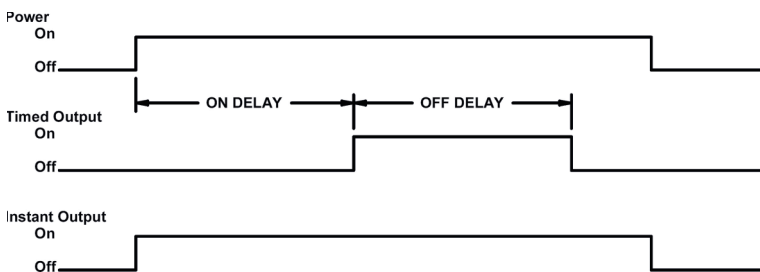 Power
On
Off
ON DELAY
OFF DELAY
Timed Output
On
Off
Instant Output
On
Off